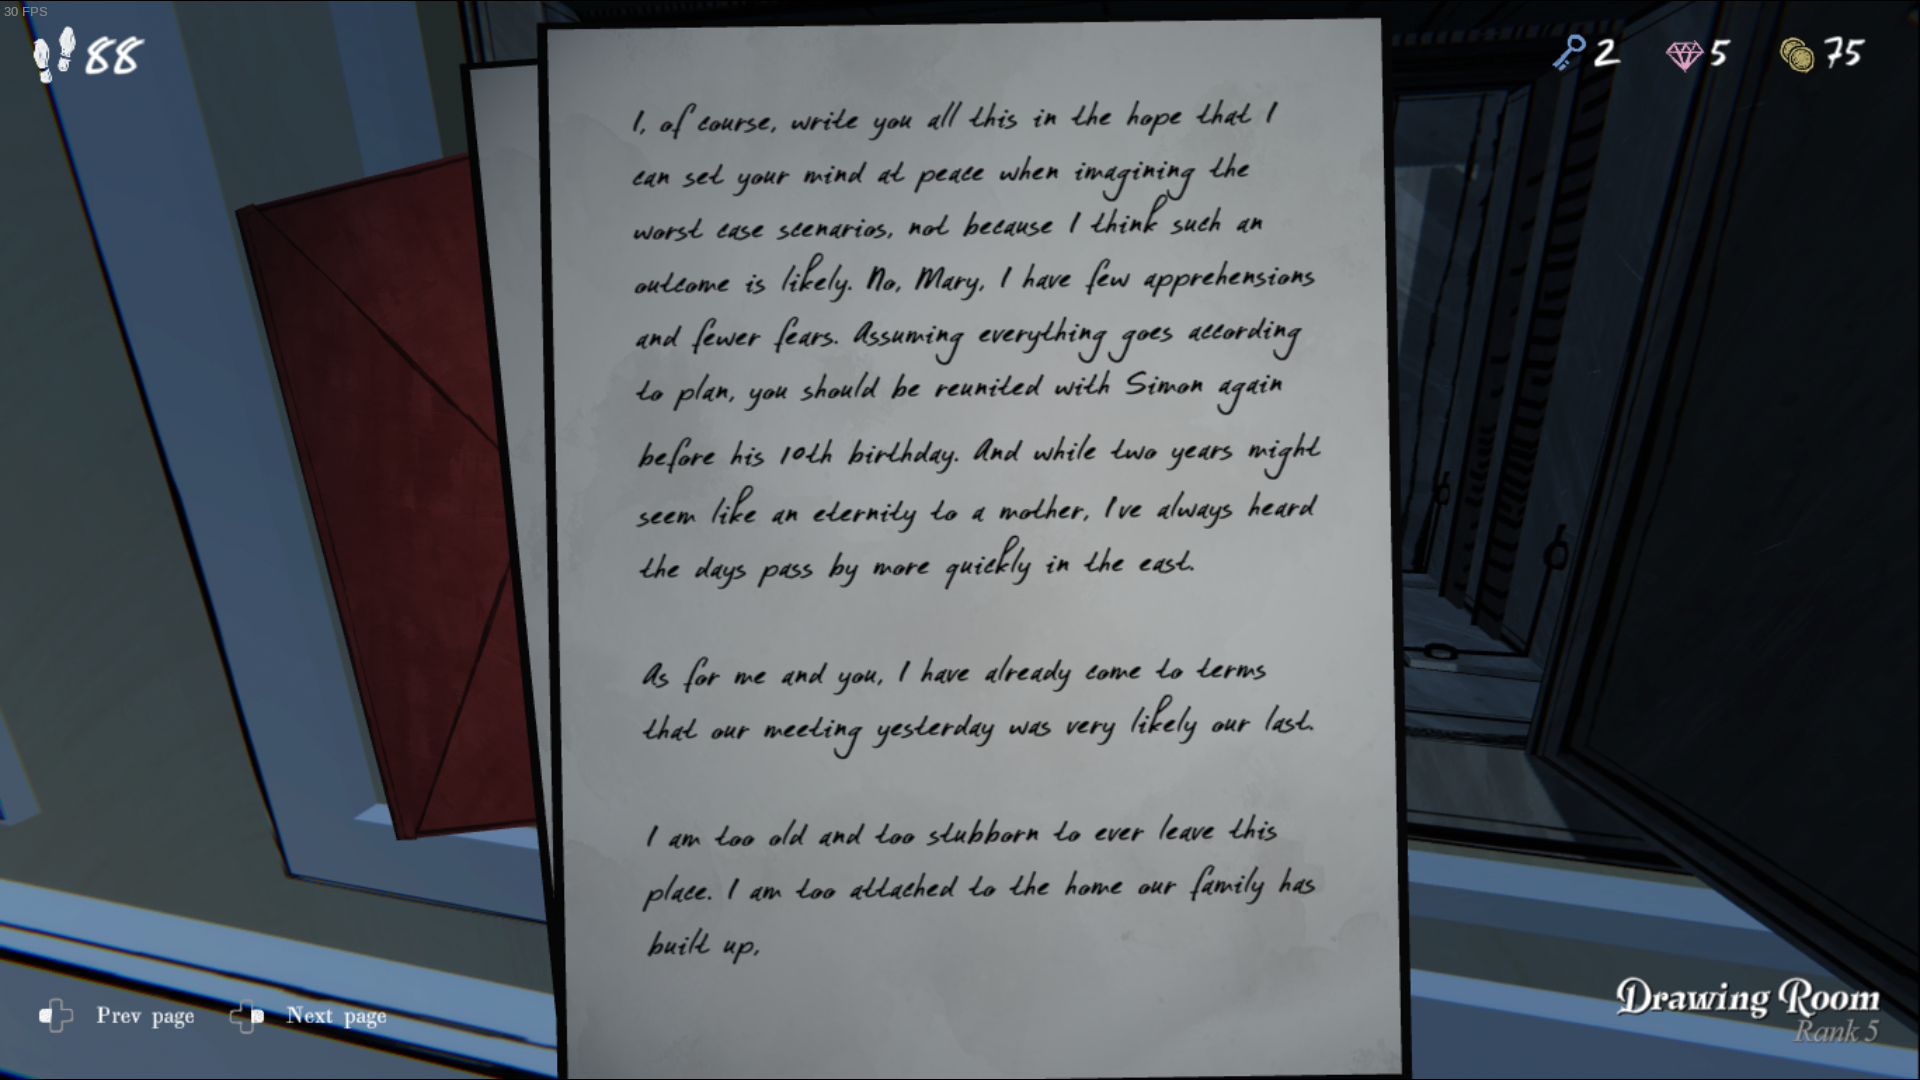 30 FPS
88
2
5
75
I, of course, write you all this in the hope that I
can set your mind at peace when imagining the
worst case scenarios, not because I think such an
outcome is likely. No, Mary, I have few apprehensions
and fewer fears. Assuming everything goes according
to plan, you should be reunited with Simon again
before his 10th birthday. And while two years might
seem like an eternity to a mother, I've always heard
the days pass by more quickly in the east.
As for me and you, I have already come to terms
that our meeting yesterday was very likely our last.
I am too old and too stubborn to ever leave this
place. I am too attached to the home our family has
built up,
Prev page
Next page
Drawing Room
Rank 5